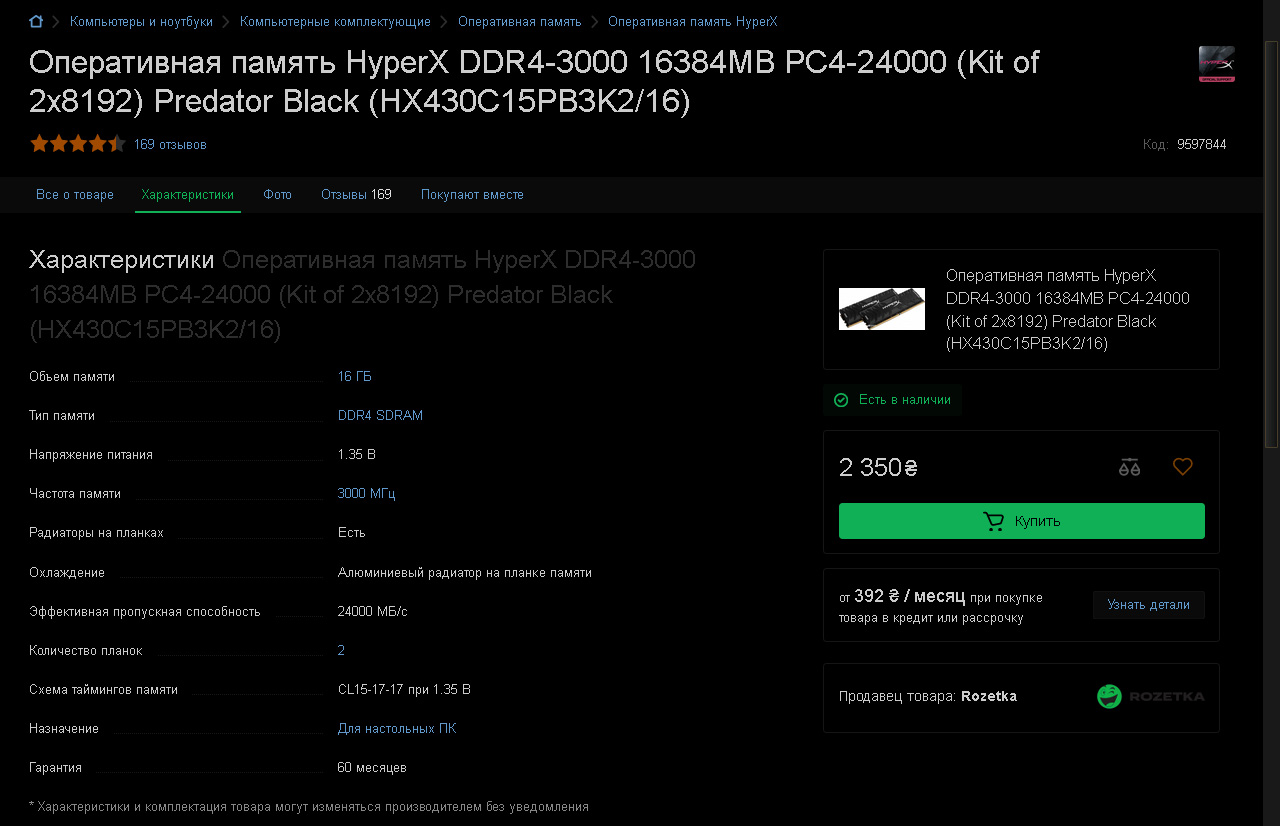 Компьютеры и ноутбуки Компьютерные комплектующие Оперативная память Оперативная память HyperX
Оперативная память HyperX DDR4-3000 16384MB PC4-24000 (Kit of
2x8192) Predator Black (HX430C15PB3K2/16)
169 отзывов
Код: 9597844
Все о товаре Характеристики Фото Отзывы 169 Покупают вместе
Характеристики Оперативная память HyperX DDR4-3000
16384MB PC4-24000 (Kit of 2x8192) Predator Black
(HX430C15PB3K2/16)
Объем памяти 16 ГБ
Тип памяти DDR4 SDRAM
Напряжение питания 1.35 В
Частота памяти 3000 МГц
Радиаторы на планках Есть
Охлаждение Алюминиевый радиатор на планке памяти
Эффективная пропускная способность 24000 МБ/с
Количество планок 2
Схема таймингов памяти CL15-17-17 при 1.35 В
Назначение Для настольных ПК
Гарантия 60 месяцев
* Характеристики и комплектация товара могут изменяться производителем без уведомления
Оперативная память HyperX
DDR4-3000 16384MB PC4-24000
(Kit of 2x8192) Predator Black
(HX430C15PB3K2/16)
Есть в наличии
2 350₴
Купить
от 392 ₴ / месяц при покупке
товара в кредит или рассрочку
Узнать детали
Продавец товара: Rozetka
ROZETKA